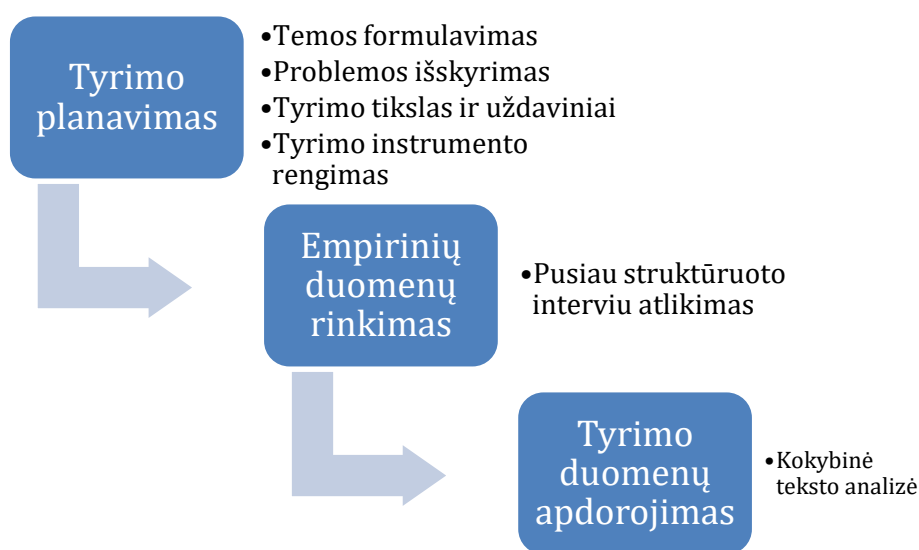 Tyrimo
planavimas
•Temos formulavimas
•Problemos išskyrimas
•Tyrimo tikslas ir uždaviniai
•Tyrimo instrumento
rengimas
Empirinių
duomenų
rinkimas
•Pusiau struktūruoto
interviu atlikimas
Tyrimo
duomenų
apdorojimas
•Kokybinė
teksto analizė